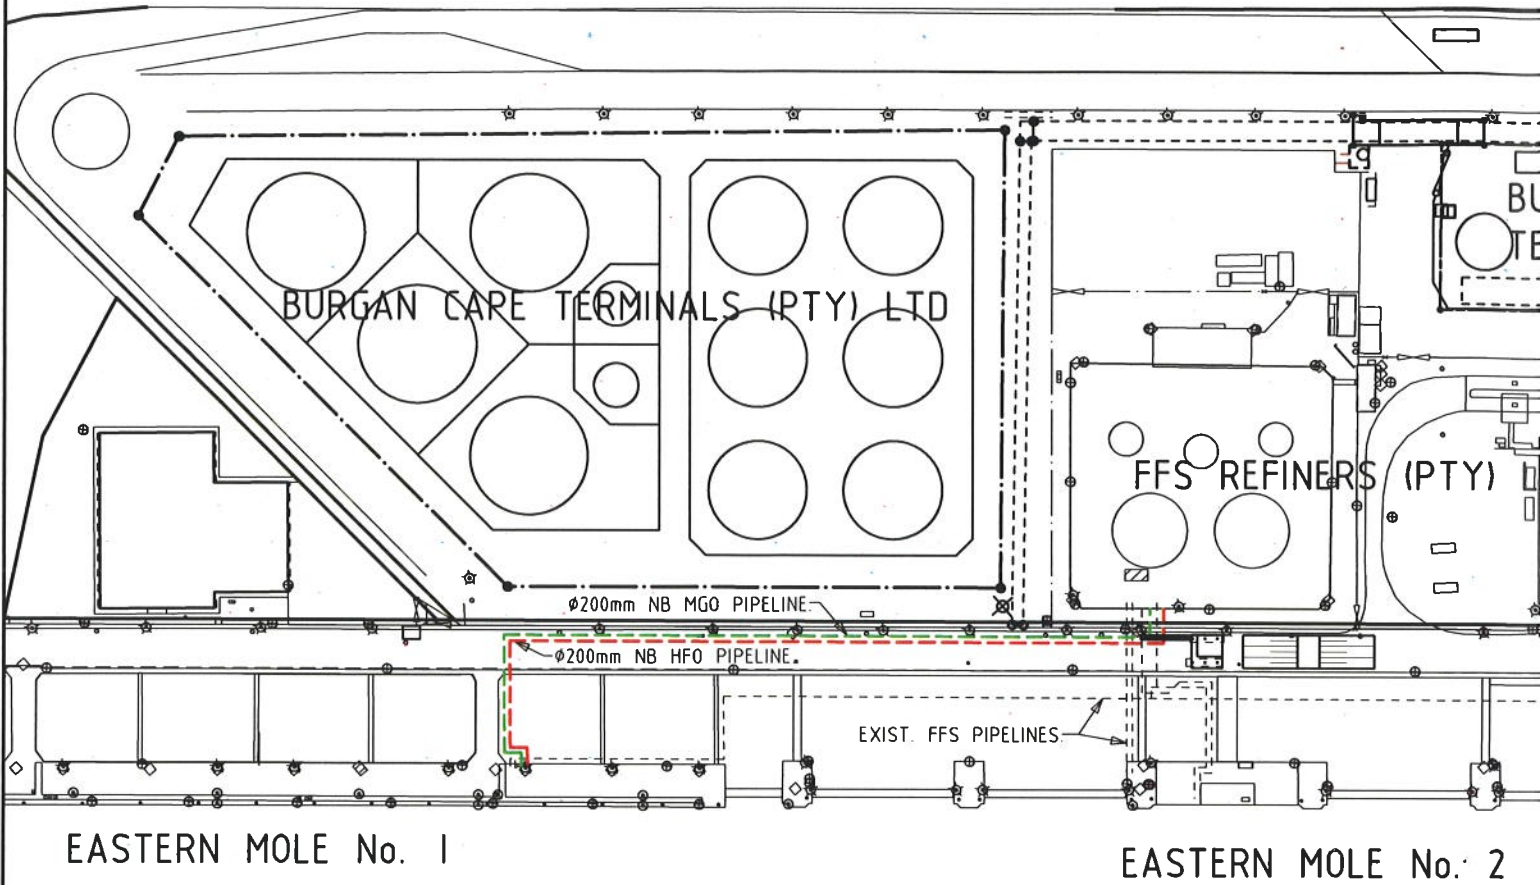 BURGAN CAPE TERMINALS (PTY) LTD
BU
TE
FFS REFINERS (PTY) L
Ø200mm NB MGO PIPELINE
Ø200mm NB HFO PIPELINE.
EXIST. FFS PIPELINES
EASTERN MOLE No. 1
EASTERN MOLE No. 2